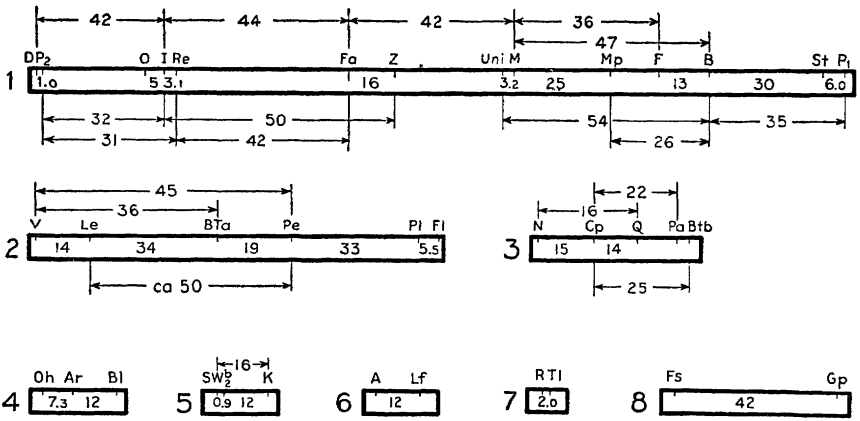 42 44 42 36
47
DP2 O I Re Fa Z Uni M Mp F B St P1
1 1.0 5 3.1 16 3.2 25 13 30 6.0
32 50 54 35
31 42 26
45 22
36 16
V Le BTa Pe Pl Fl N Cp Q Pa Btb
2 14 34 19 33 5.5 3 15 14
ca 50 25
16
Oh Ar Bl SW2b K A Lf R Tl Fs Gp
4 7.3 12 5 0.9 12 6 12 7 2.0 8 42